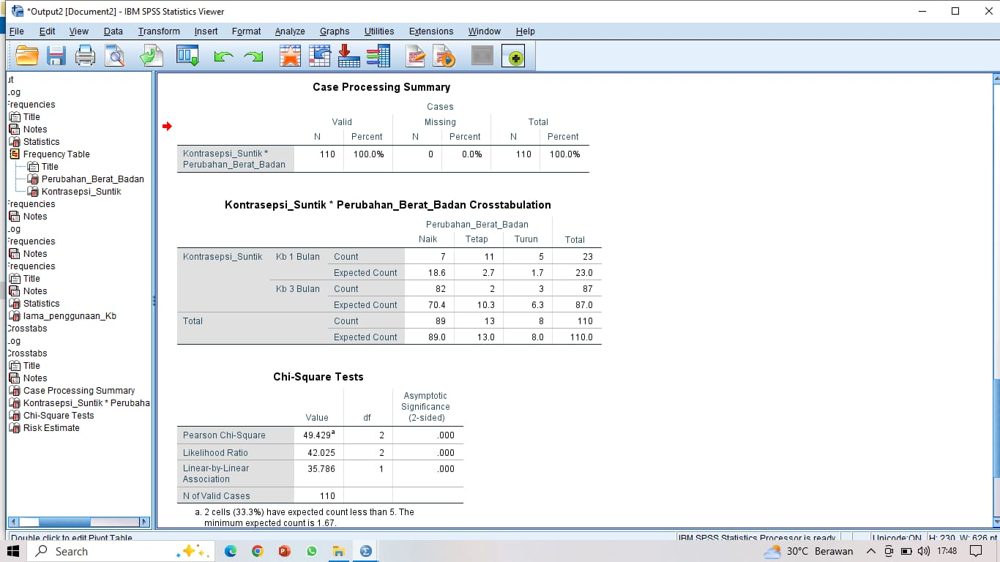 *Output2 [Document2] - IBM SPSS Statistics Viewer
File Edit View Data Transform Insert Format Analyze Graphs Utilities Extensions Window Help
ut
Log
Frequencies
Title
Notes
Statistics
Frequency Table
Title
Perubahan_Berat_Badan
Kontrasepsi_Suntik
Frequencies
Notes
Log
Frequencies
Notes
Frequencies
Title
Notes
Statistics
lama_penggunaan_Kb
Crosstabs
Log
Crosstabs
Title
Notes
Case Processing Summary
Kontrasepsi_Suntik * Perubaha
Chi-Square Tests
Risk Estimate
Case Processing Summary
Cases
Valid Missing Total
N Percent N Percent N Percent
Kontrasepsi_Suntik * 110 100.0% 0 0.0% 110 100.0%
Perubahan_Berat_Badan
Kontrasepsi_Suntik * Perubahan_Berat_Badan Crosstabulation
Perubahan_Berat_Badan
Naik Tetap Turun Total
Kontrasepsi_Suntik Kb 1 Bulan Count 7 11 5 23
Expected Count 18.6 2.7 1.7 23.0
Kb 3 Bulan Count 82 2 3 87
Expected Count 70.4 10.3 6.3 87.0
Total Count 89 13 8 110
Expected Count 89.0 13.0 8.0 110.0
Chi-Square Tests
Asymptotic
Significance
Value df (2-sided)
Pearson Chi-Square 49.429a 2 .000
Likelihood Ratio 42.025 2 .000
Linear-by-Linear 35.786 1 .000
Association
N of Valid Cases 110
a. 2 cells (33.3%) have expected count less than 5. The
minimum expected count is 1.67.
Double click to edit Pivot Table
IBM SPSS Statistics Processor is ready
Unicode:ON
H: 230, W: 626 pt
Search
30°C Berawan
17:48